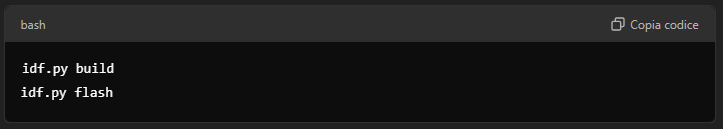 bash
Copia codice
idf.py build
idf.py flash